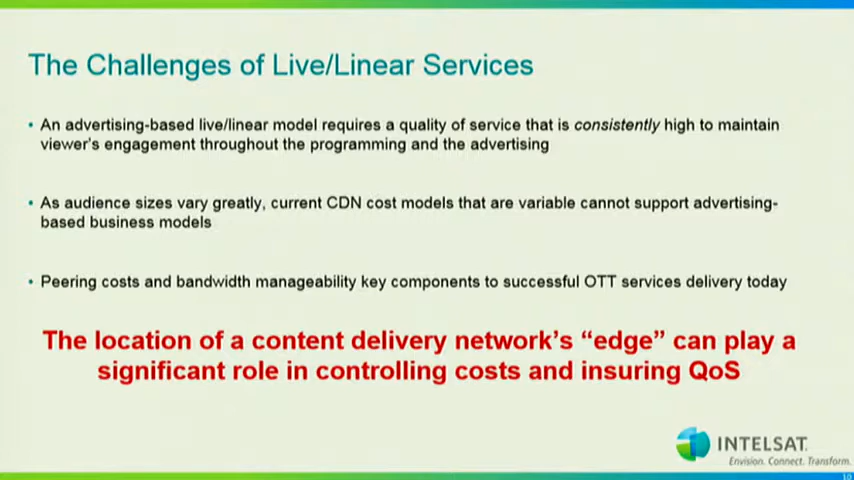 The Challenges of Live/Linear Services
• An advertising-based live/linear model requires a quality of service that is consistently high to maintain
viewer's engagement throughout the programming and the advertising
• As audience sizes vary greatly, current CDN cost models that are variable cannot support advertising-
based business models
• Peering costs and bandwidth manageability key components to successful OTT services delivery today
The location of a content delivery network's "edge" can play a
significant role in controlling costs and insuring QoS
INTELSAT
Envision. Connect. Transform.
10